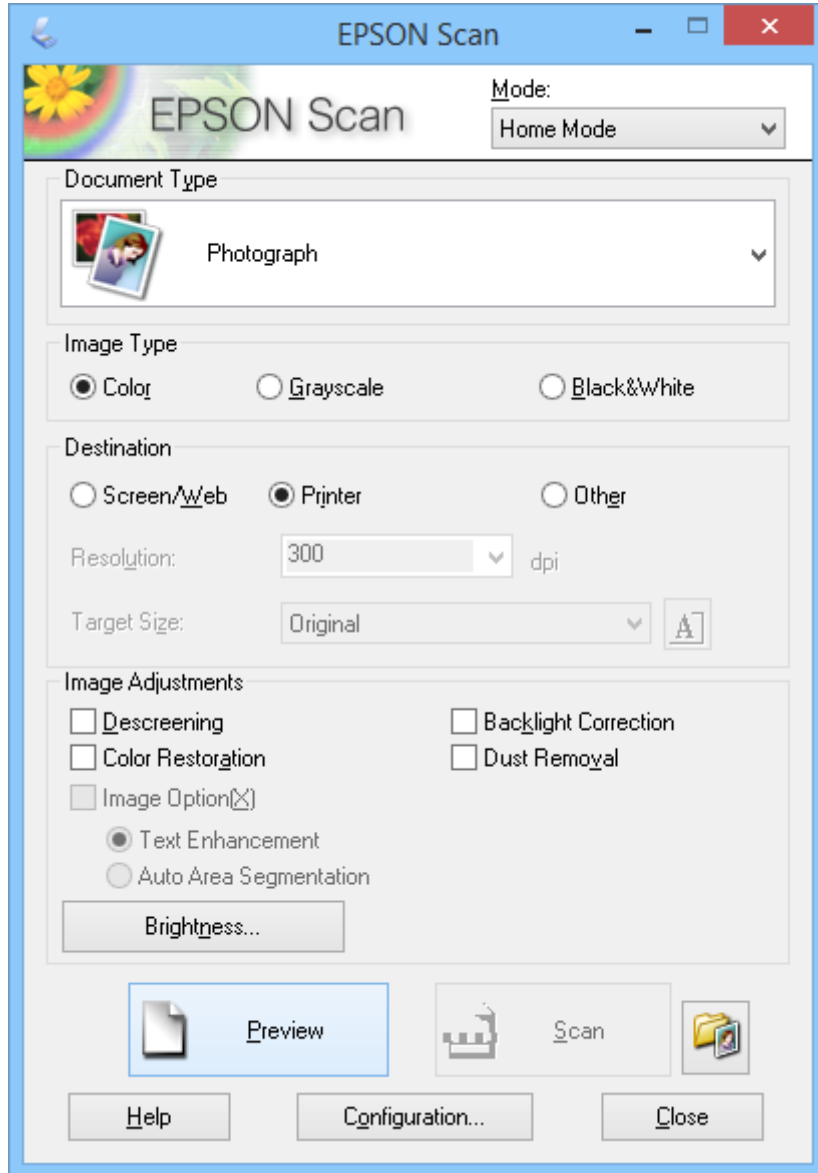 EPSON Scan
EPSON Scan
Mode:
Home Mode
Document Type
Photograph
Image Type
Color Grayscale Black&White
Destination
Screen/Web Printer Other
Resolution: 300 dpi
Target Size: Original A
Image Adjustments
Descreening Backlight Correction
Color Restoration Dust Removal
Image Option(X)
Text Enhancement
Auto Area Segmentation
Brightness...
Preview Scan
Help Configuration... Close